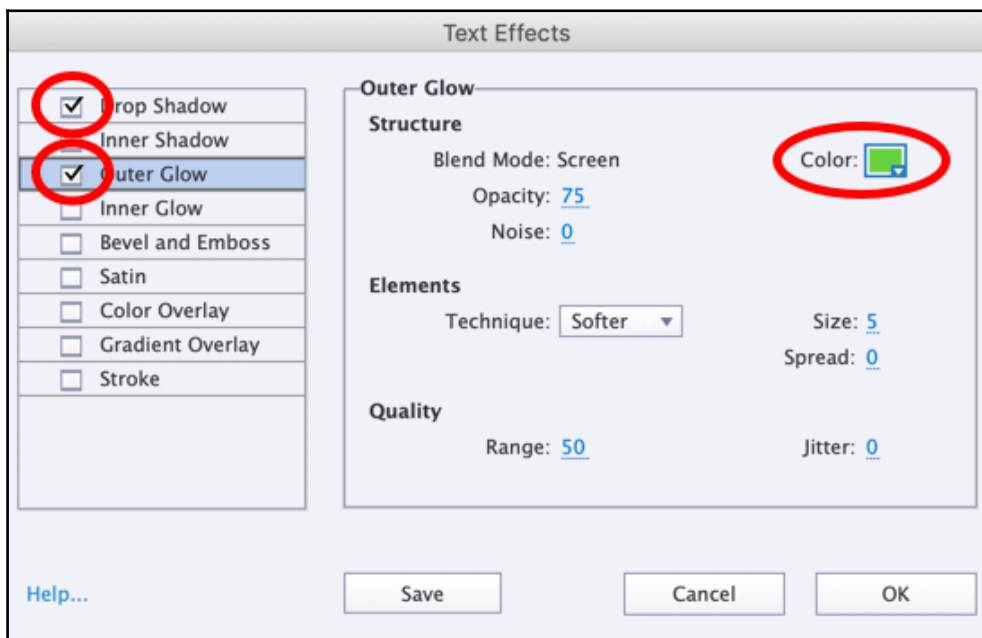 Text Effects
Drop Shadow
Inner Shadow
Outer Glow
Inner Glow
Bevel and Emboss
Satin
Color Overlay
Gradient Overlay
Stroke
Outer Glow
Structure
Blend Mode: Screen Color:
Opacity: 75
Noise: 0
Elements
Technique: Softer Size: 5
Spread: 0
Quality
Range: 50 Jitter: 0
Help... Save Cancel OK